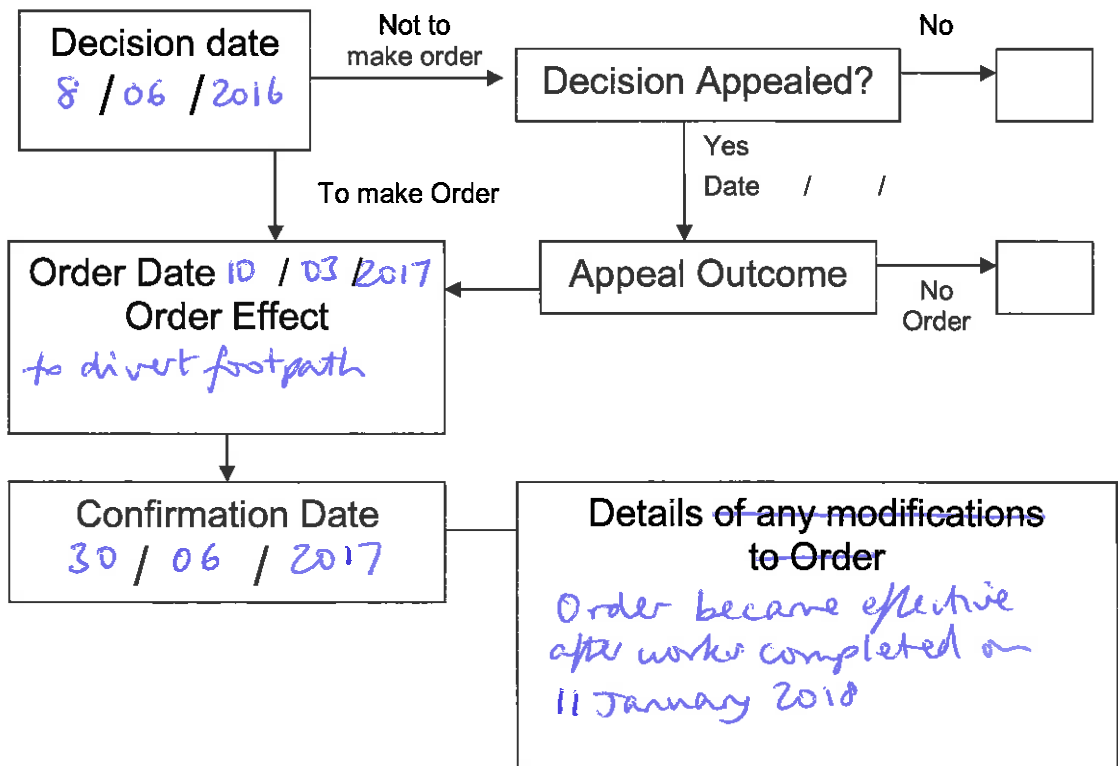 Decision date
8 / 06 / 2016
Not to
make order
Decision Appealed?
No
Yes
Date / /
To make Order
Order Date 10 / 03 / 2017
Order Effect
to divert footpath
Appeal Outcome
No
Order
Confirmation Date
30 / 06 / 2017
Details of any modifications
to Order
Order became effective
after works completed on
11 January 2018